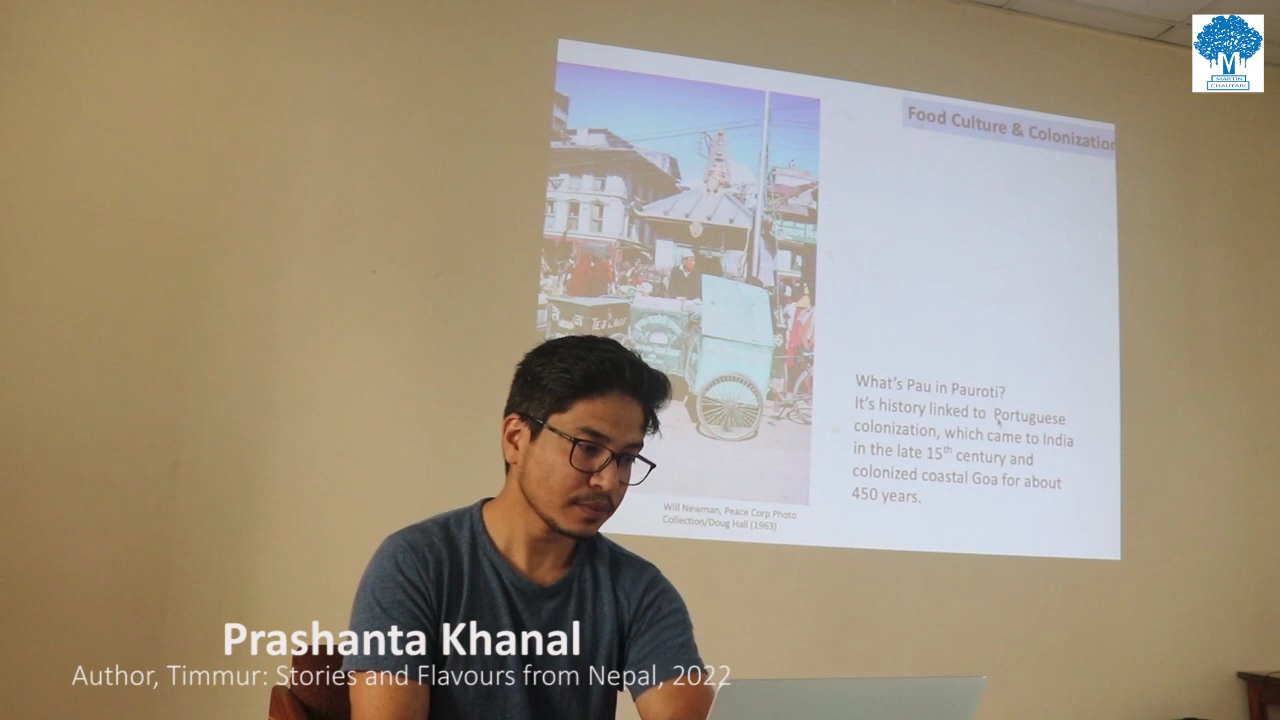 MARTIN
CHAUTARI
Food Culture & Colonization
What's Pau in Pauroti?
It's history linked to Portuguese
colonization, which came to India
in the late 15th century and
colonized coastal Goa for about
450 years.
Will Newman, Peace Corp Photo
Collection/Doug Hall (1963)
Prashanta Khanal
Author, Timmur: Stories and Flavours from Nepal, 2022